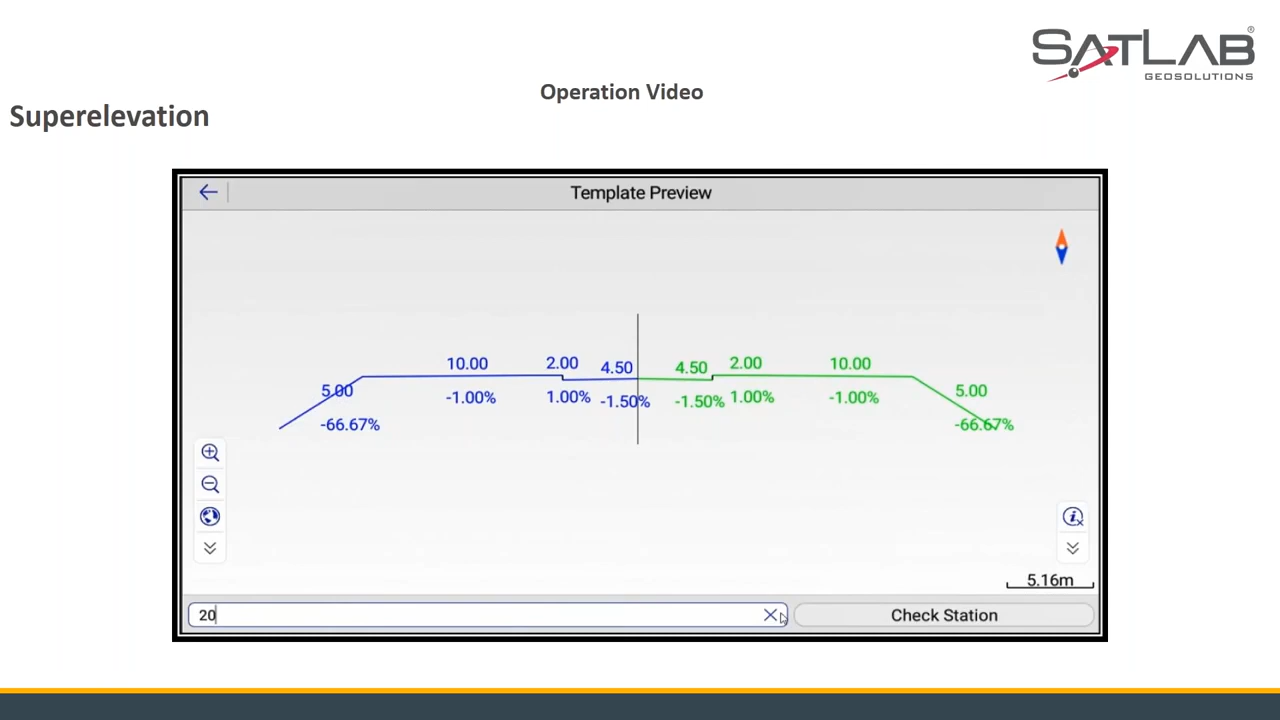 SATLAB®
GEOSOLUTIONS
Operation Video
Superelevation
Template Preview
10.00 2.00 4.50 4.50 2.00 10.00
5.00 -1.00% 1.00% -1.50% -1.50% 1.00% -1.00% 5.00
-66.67% -66.67%
5.16m
20 Check Station